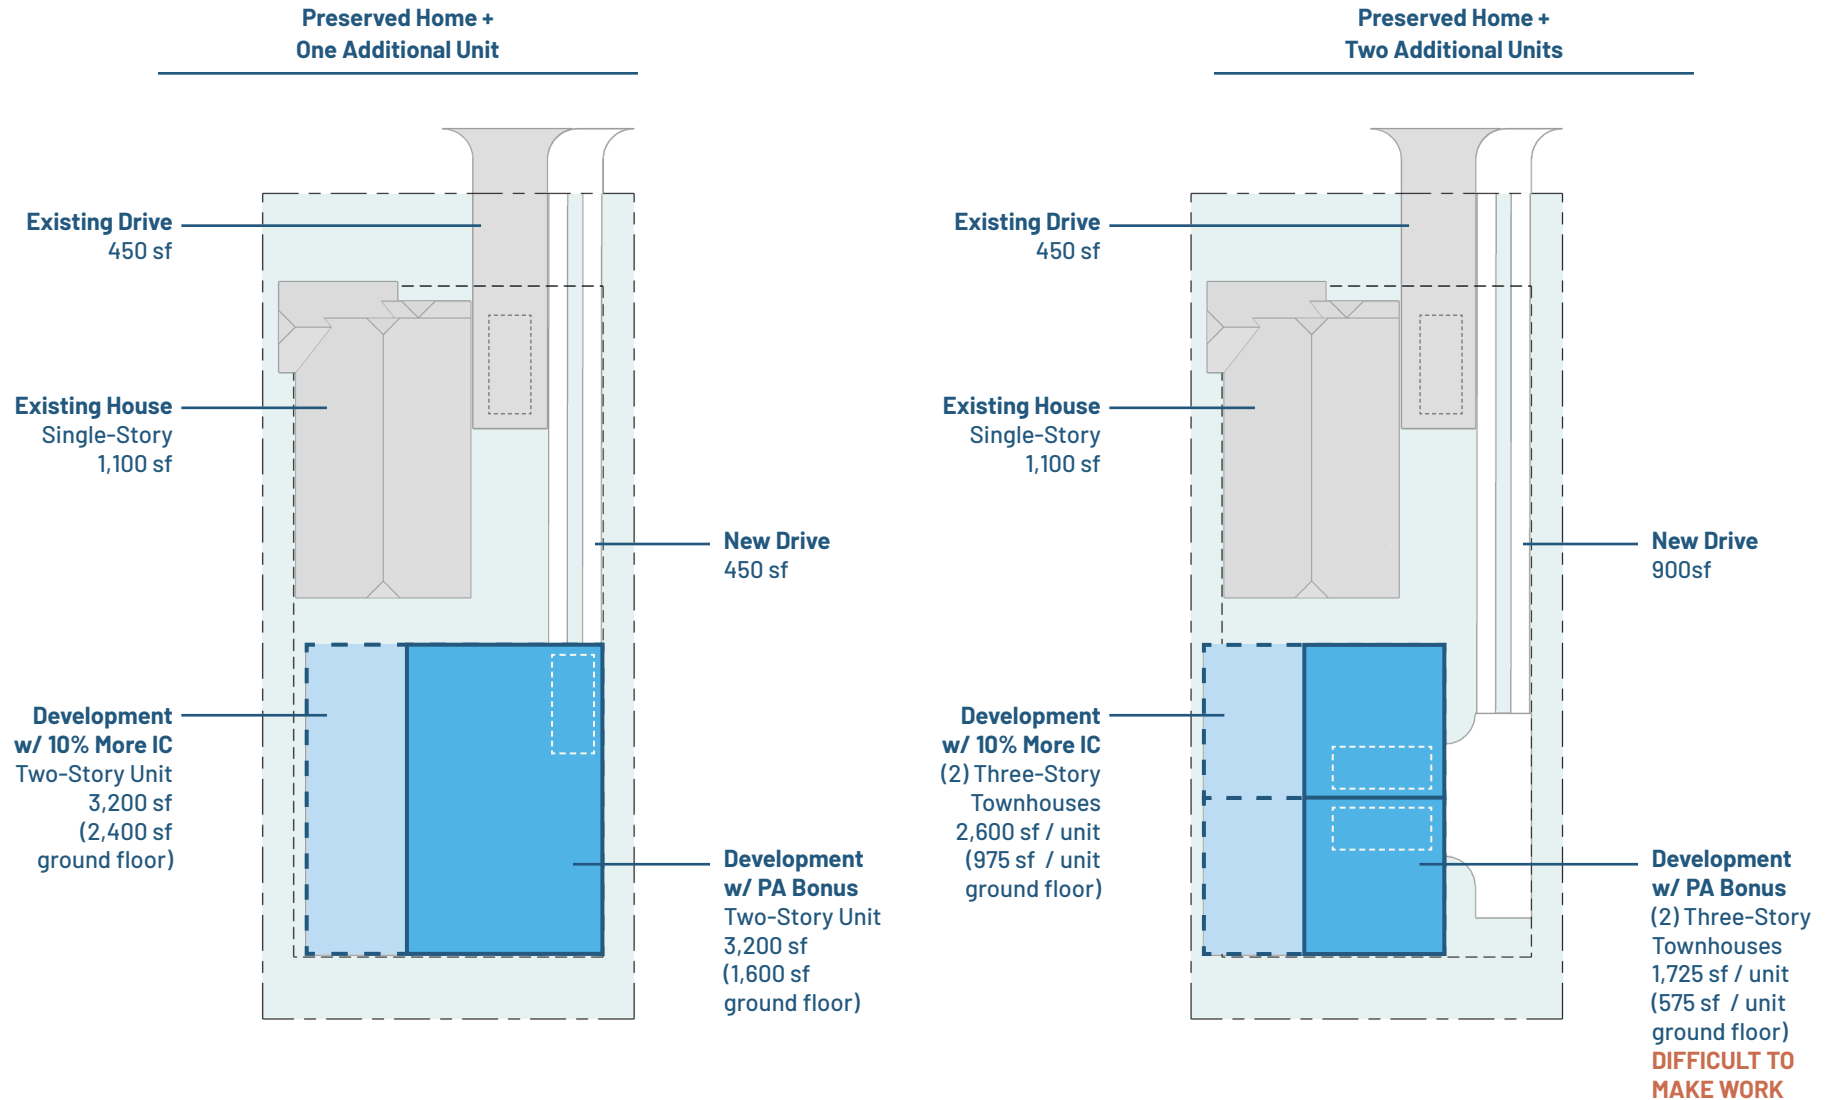 Preserved Home +
One Additional Unit
Existing Drive
450 sf
Existing House
Single-Story
1,100 sf
New Drive
450 sf
Development
w/ 10% More IC
Two-Story Unit
3,200 sf
(2,400 sf
ground floor)
Development
w/ PA Bonus
Two-Story Unit
3,200 sf
(1,600 sf
ground floor)
Preserved Home +
Two Additional Units
Existing Drive
450 sf
Existing House
Single-Story
1,100 sf
New Drive
900sf
Development
w/ 10% More IC
(2) Three-Story
Townhouses
2,600 sf / unit
(975 sf / unit
ground floor)
Development
w/ PA Bonus
(2) Three-Story
Townhouses
1,725 sf / unit
(575 sf / unit
ground floor)
DIFFICULT TO
MAKE WORK